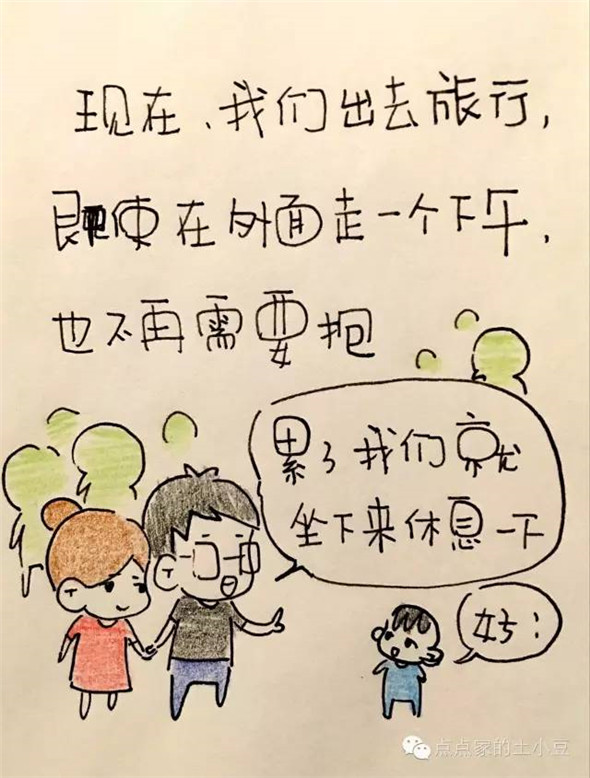 现在、我们出去旅行，
即使在外面走一个下午，
也不再需要抱
累了我们就
坐下来休息一下
好！
点点家的土小豆